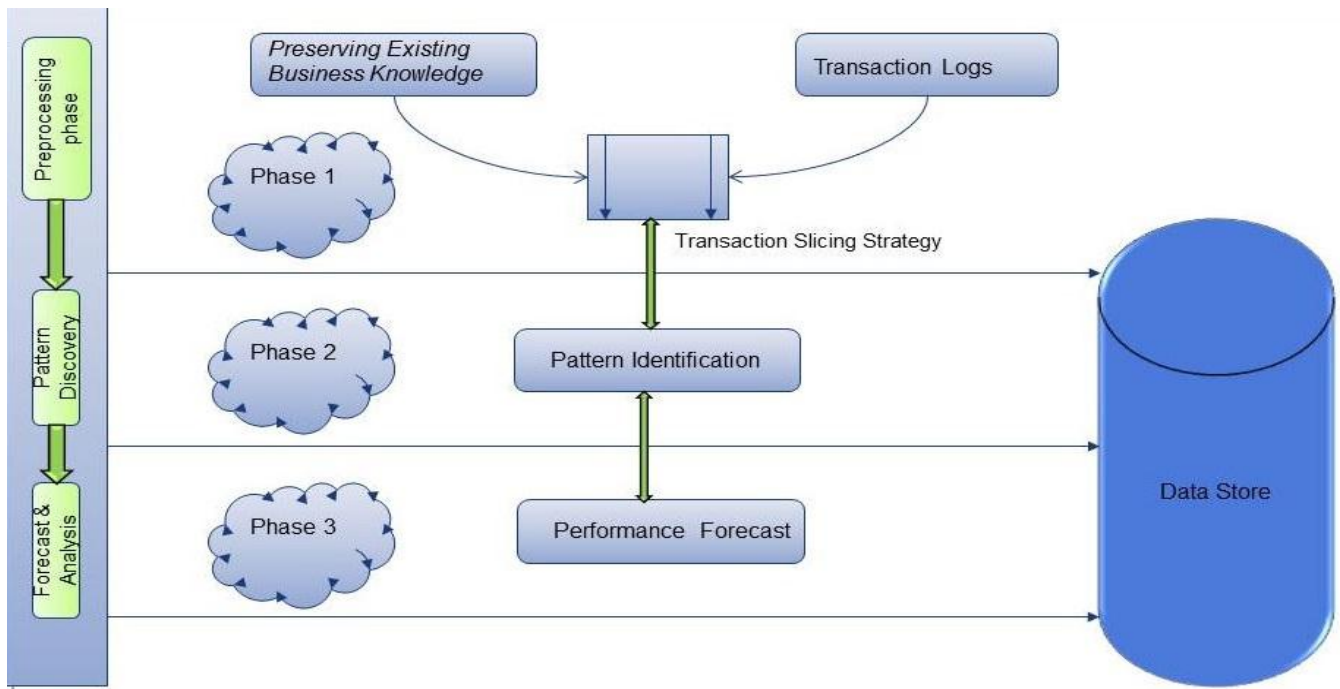 Preprocessing
phase
Pattern
Discovery
Forecast &
Analysis
Preserving Existing
Business Knowledge
Transaction Logs
Phase 1
Transaction Slicing Strategy
Phase 2
Pattern Identification
Phase 3
Performance Forecast
Data Store